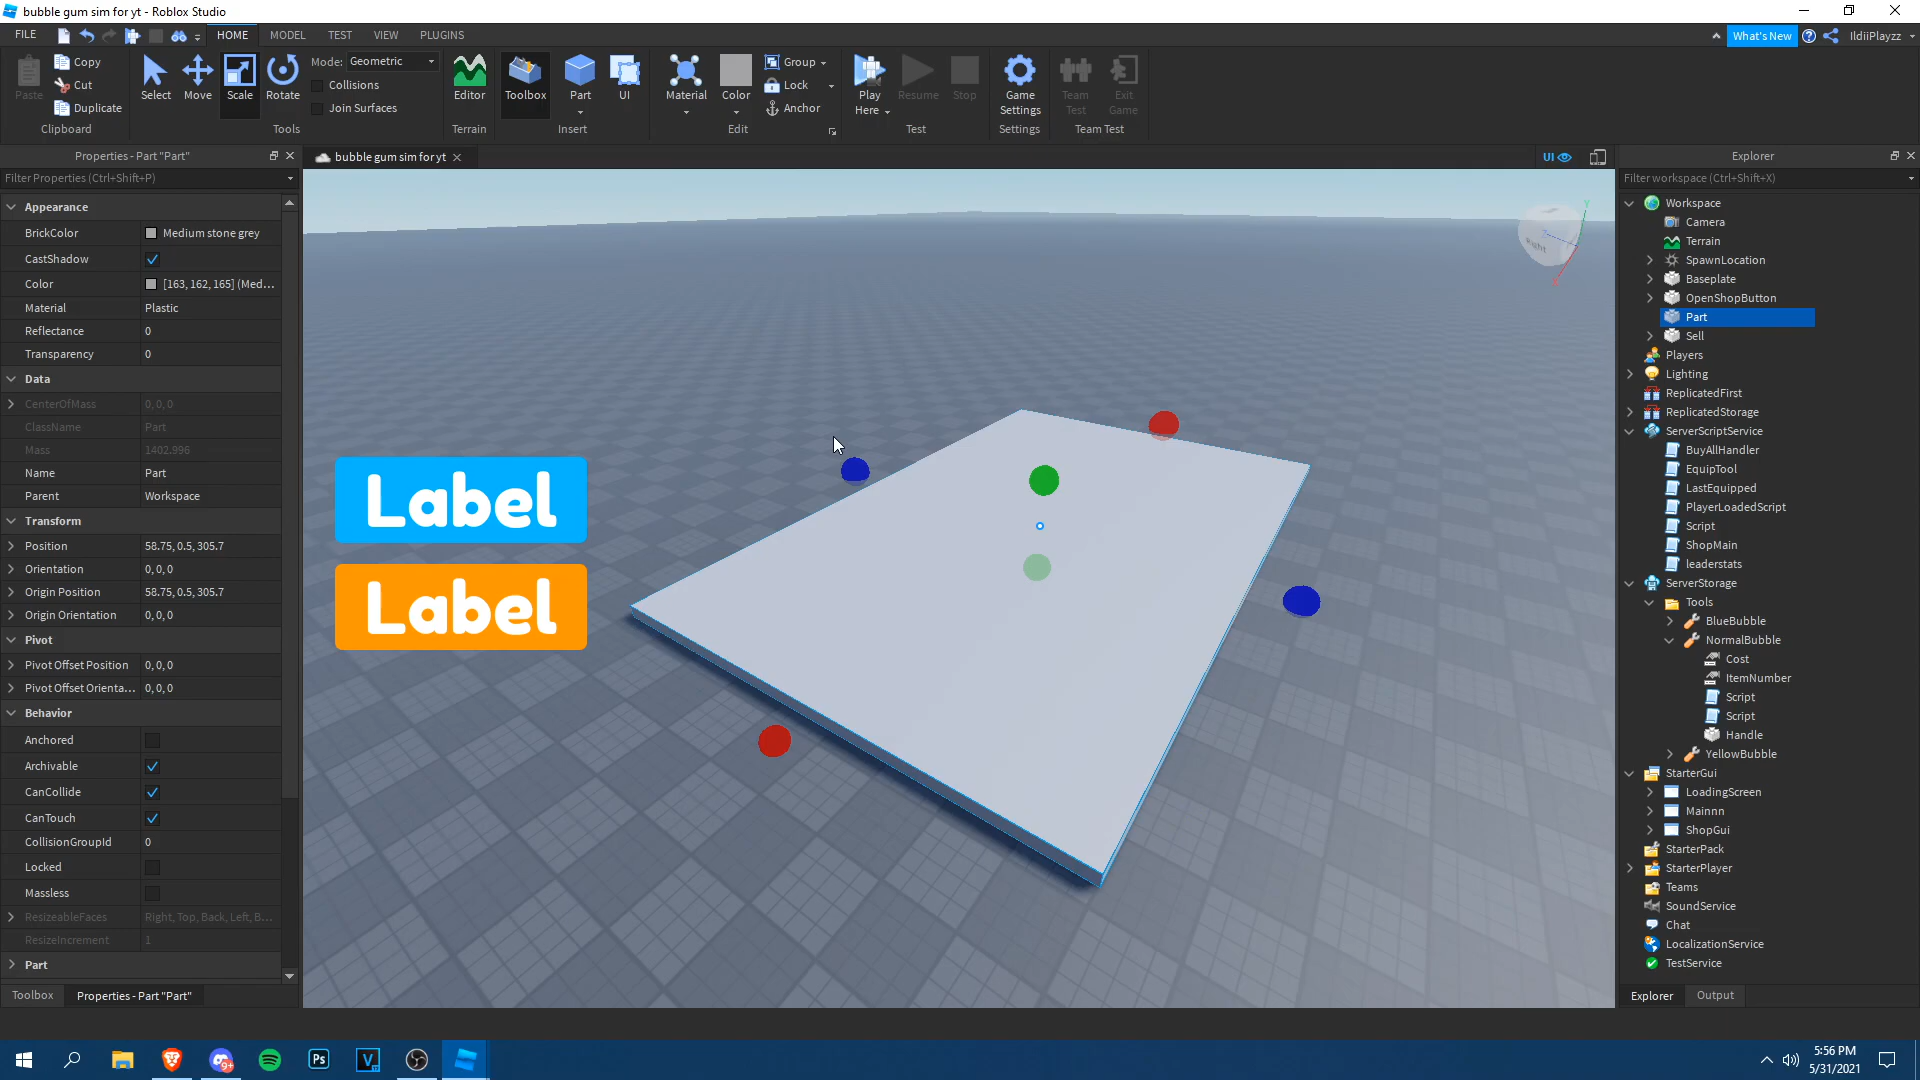 bubble gum sim for yt - Roblox Studio
FILE
HOME
MODEL
TEST
VIEW
PLUGINS
What's New
IldiiPlayzz
Paste
Copy
Cut
Duplicate
Clipboard
Select
Move
Scale
Rotate
Mode: Geometric
Collisions
Join Surfaces
Tools
Editor
Terrain
Toolbox
Part
UI
Insert
Material
Color
Group
Lock
Anchor
Edit
Play Here
Resume
Stop
Test
Game Settings
Settings
Team Test
Exit Game
Team Test
Properties - Part "Part"
Filter Properties (Ctrl+Shift+P)
Appearance
BrickColor Medium stone grey
CastShadow
Color [163, 162, 165] (Med...
Material Plastic
Reflectance 0
Transparency 0
Data
CenterOfMass 0, 0, 0
ClassName Part
Mass 1402.996
Name Part
Parent Workspace
Transform
Position 58.75, 0.5, 305.7
Orientation 0, 0, 0
Origin Position 58.75, 0.5, 305.7
Origin Orientation 0, 0, 0
Pivot
Pivot Offset Position 0, 0, 0
Pivot Offset Orienta... 0, 0, 0
Behavior
Anchored
Archivable
CanCollide
CanTouch
CollisionGroupId 0
Locked
Massless
ResizeableFaces Right, Top, Back, Left, B...
ResizeIncrement 1
Part
Toolbox
Properties - Part "Part"
bubble gum sim for yt
UI
Label
Label
Right
Y
Z
Explorer
Filter workspace (Ctrl+Shift+X)
Workspace
Camera
Terrain
SpawnLocation
Baseplate
OpenShopButton
Part
Sell
Players
Lighting
ReplicatedFirst
ReplicatedStorage
ServerScriptService
BuyAllHandler
EquipTool
LastEquipped
PlayerLoadedScript
Script
ShopMain
leaderstats
ServerStorage
Tools
BlueBubble
NormalBubble
Cost
ItemNumber
Script
Script
Handle
YellowBubble
StarterGui
LoadingScreen
Mainnn
ShopGui
StarterPack
StarterPlayer
Teams
SoundService
Chat
LocalizationService
TestService
Explorer
Output
9+
Ps
V
5:56 PM
5/31/2021